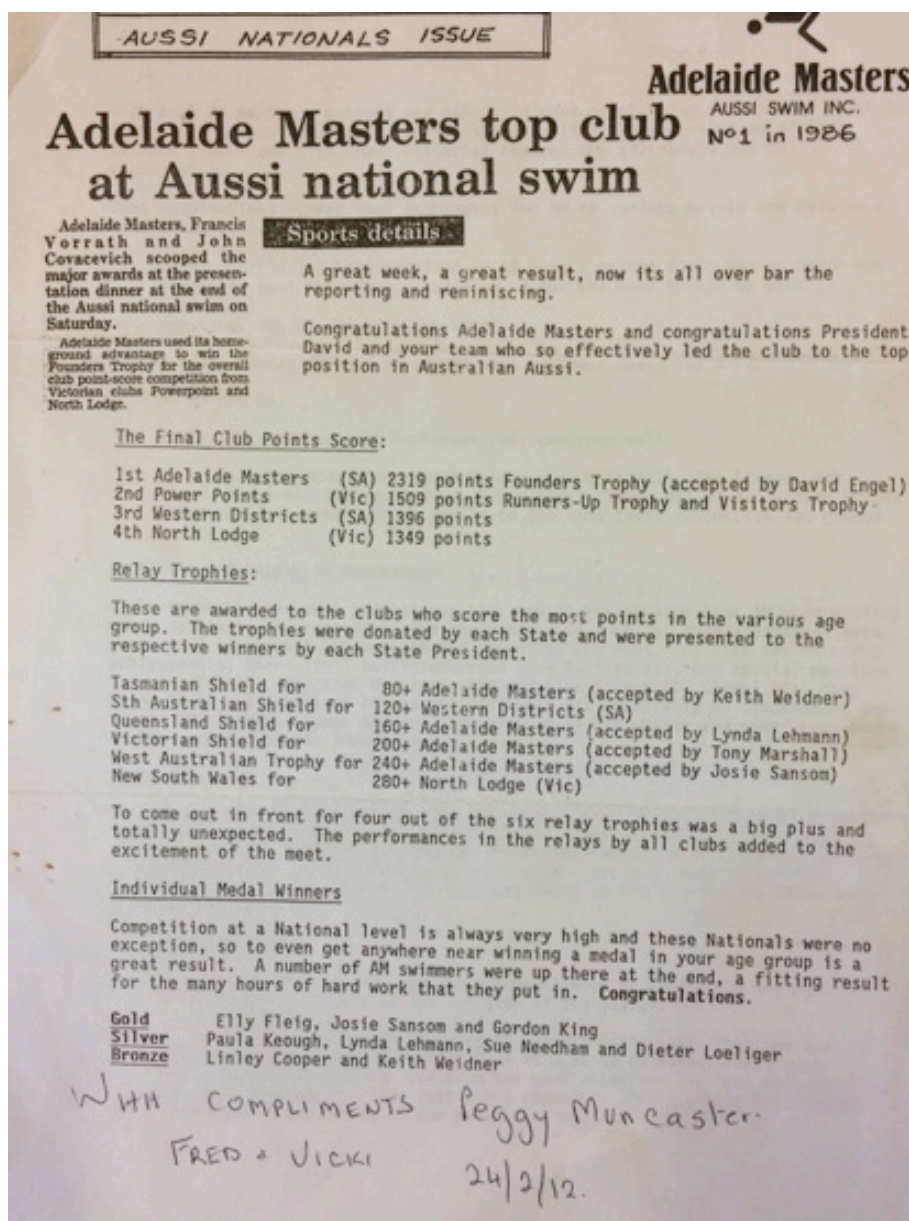 AUSSI NATIONALS ISSUE
Adelaide Masters
AUSSI SWIM INC.
Nº1 in 1986
Adelaide Masters top club
at Aussi national swim
Adelaide Masters, Francis
Vorrath and John
Covacevich scooped the
major awards at the presen-
tation dinner at the end of
the Aussi national swim on
Saturday.
Adelaide Masters used its home-
ground advantage to win the
Founders Trophy for the overall
club point-score competition from
Victorian clubs Powerpoint and
North Lodge.
Sports details
A great week, a great result, now its all over bar the
reporting and reminiscing.
Congratulations Adelaide Masters and congratulations President
David and your team who so effectively led the club to the top
position in Australian Aussi.
The Final Club Points Score:
1st Adelaide Masters (SA) 2319 points Founders Trophy (accepted by David Engel)
2nd Power Points (Vic) 1509 points Runners-Up Trophy and Visitors Trophy
3rd Western Districts (SA) 1396 points
4th North Lodge (Vic) 1349 points
Relay Trophies:
These are awarded to the clubs who score the most points in the various age
group. The trophies were donated by each State and were presented to the
respective winners by each State President.
Tasmanian Shield for 80+ Adelaide Masters (accepted by Keith Weidner)
Sth Australian Shield for 120+ Western Districts (SA)
Queensland Shield for 160+ Adelaide Masters (accepted by Lynda Lehmann)
Victorian Shield for 200+ Adelaide Masters (accepted by Tony Marshall)
West Australian Trophy for 240+ Adelaide Masters (accepted by Josie Sansom)
New South Wales for 280+ North Lodge (Vic)
To come out in front for four out of the six relay trophies was a big plus and
totally unexpected. The performances in the relays by all clubs added to the
excitement of the meet.
Individual Medal Winners
Competition at a National level is always very high and these Nationals were no
exception, so to even get anywhere near winning a medal in your age group is a
great result. A number of AM swimmers were up there at the end, a fitting result
for the many hours of hard work that they put in. Congratulations.
Gold Elly Fleig, Josie Sansom and Gordon King
Silver Paula Keough, Lynda Lehmann, Sue Needham and Dieter Loeliger
Bronze Linley Cooper and Keith Weidner
WITH COMPLIMENTS Peggy Muncaster.
FRED & VICKI
24/2/12.